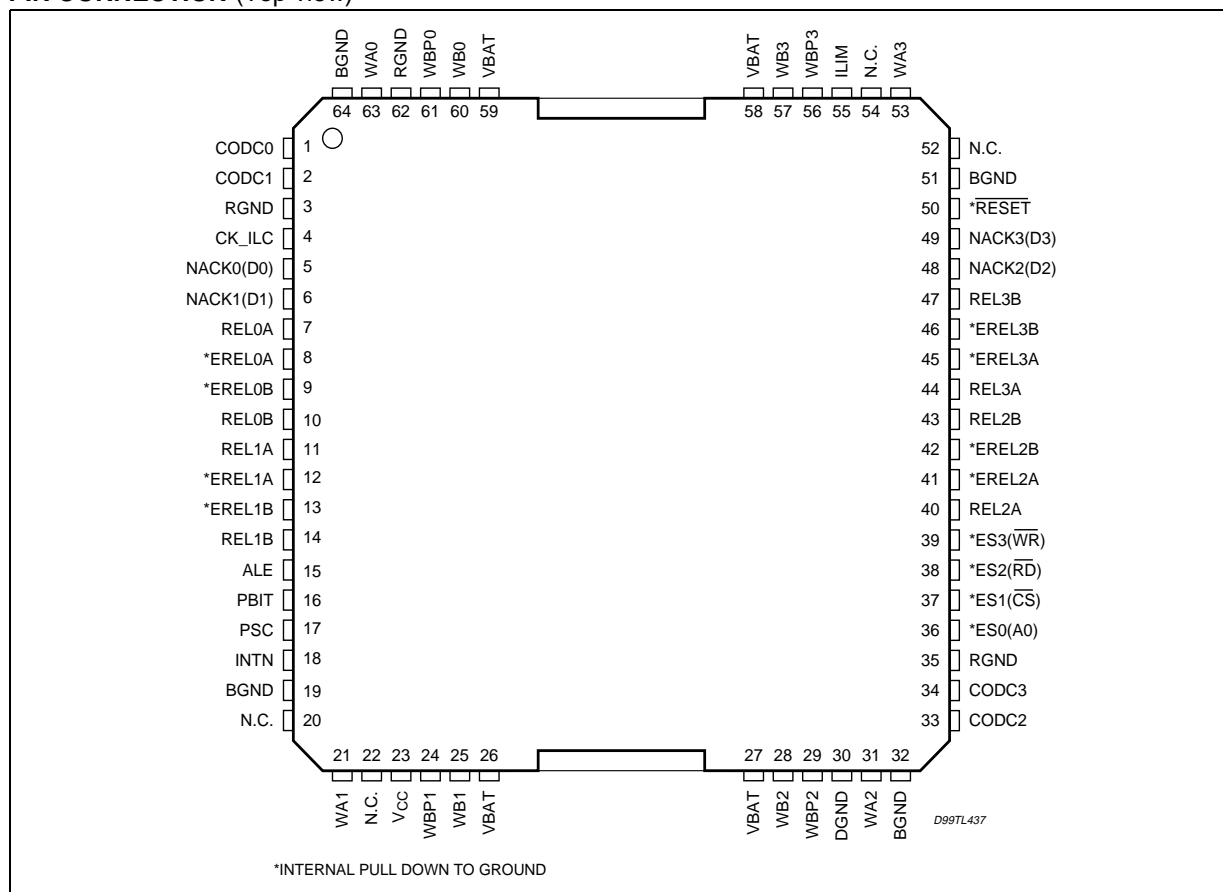 PIN CONNECTION (Top view)
BGND
WA0
RGND
WBP0
WB0
VBAT
VBAT
WB3
WBP3
ILIM
N.C.
WA3
64 63 62 61 60 59 58 57 56 55 54 53
CODC0 1
CODC1 2
RGND 3
CK_ILC 4
NACK0(D0) 5
NACK1(D1) 6
REL0A 7
*EREL0A 8
*EREL0B 9
REL0B 10
REL1A 11
*EREL1A 12
*EREL1B 13
REL1B 14
ALE 15
PBIT 16
PSC 17
INTN 18
BGND 19
N.C. 20
52 N.C.
51 BGND
50 *RESET
49 NACK3(D3)
48 NACK2(D2)
47 REL3B
46 *EREL3B
45 *EREL3A
44 REL3A
43 REL2B
42 *EREL2B
41 *EREL2A
40 REL2A
39 *ES3(WR)
38 *ES2(RD)
37 *ES1(CS)
36 *ES0(A0)
35 RGND
34 CODC3
33 CODC2
21 22 23 24 25 26 27 28 29 30 31 32
WA1
N.C.
VCC
WBP1
WB1
VBAT
VBAT
WB2
WBP2
DGND
WA2
BGND
D99TL437
*INTERNAL PULL DOWN TO GROUND